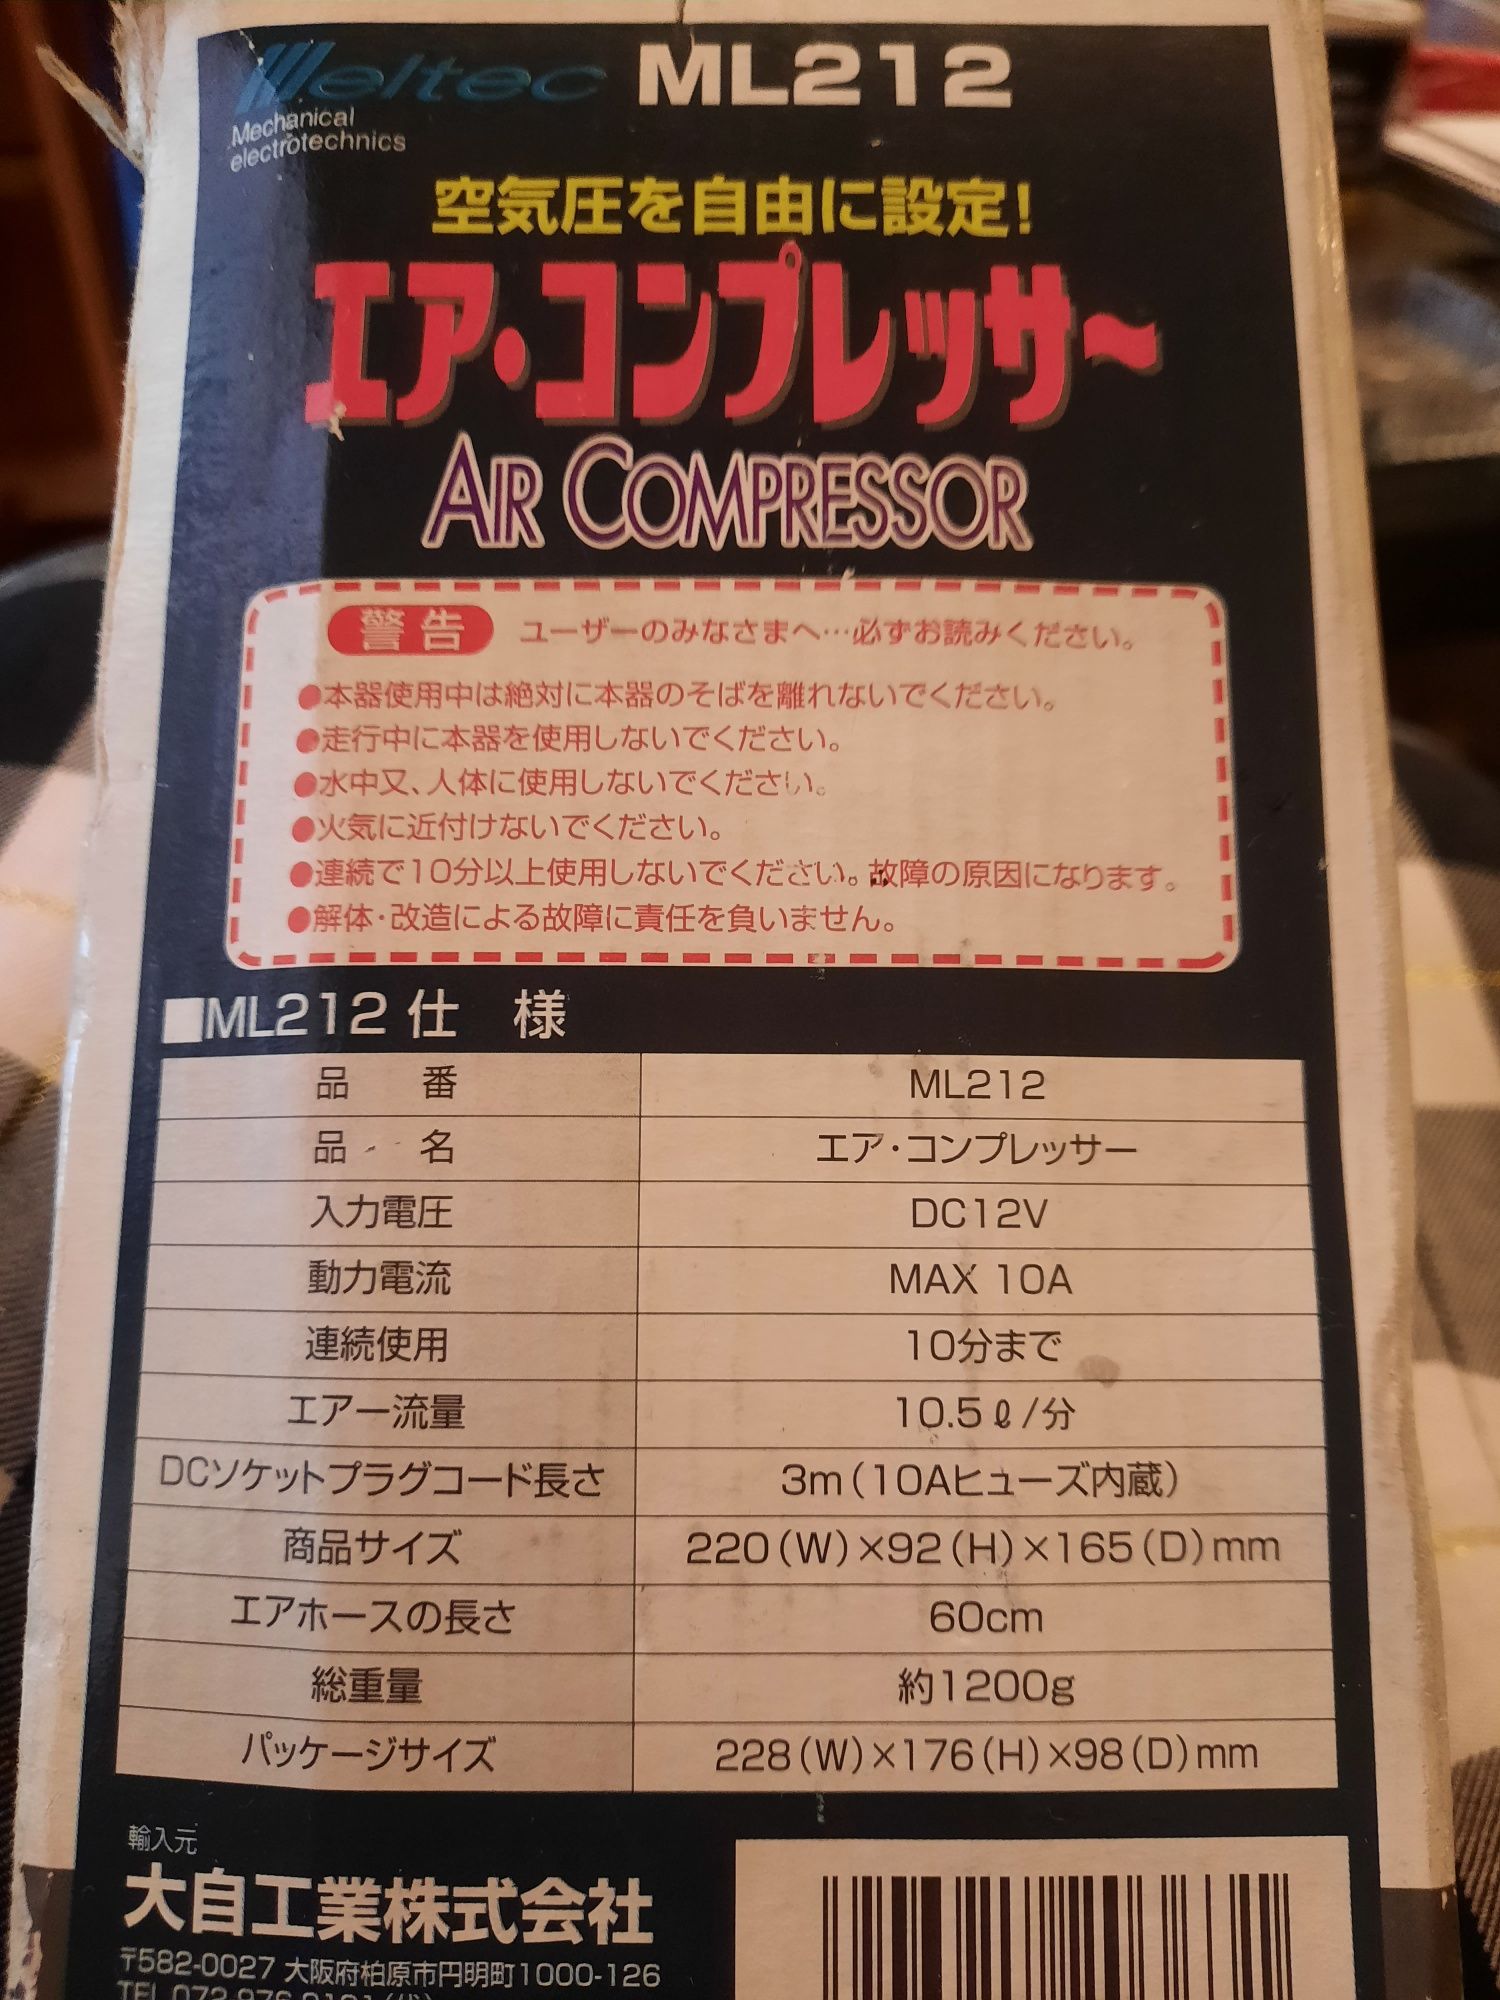 Meltec ML212
Mechanical
electrotechnics
空気圧を自由に設定!
エア・コンプレッサ〜
AIR COMPRESSOR
警告 ユーザーのみなさまへ…必ずお読みください。
●本器使用中は絶対に本器のそばを離れないでください。
●走行中に本器を使用しないでください。
●水中又、人体に使用しないでください。
●火気に近付けないでください。
●連続で10分以上使用しないでください。故障の原因になります。
●解体・改造による故障に責任を負いません。
■ML212 仕 様
品 番 ML212
品 名 エア・コンプレッサー
入力電圧 DC12V
動力電流 MAX 10A
連続使用 10分まで
エアー流量 10.5ℓ/分
DCソケットプラグコード長さ 3m(10Aヒューズ内蔵)
商品サイズ 220(W)×92(H)×165(D)mm
エアホースの長さ 60cm
総重量 約1200g
パッケージサイズ 228(W)×176(H)×98(D)mm
輸入元
大自工業株式会社
〒582-0027 大阪府柏原市円明町1000-126